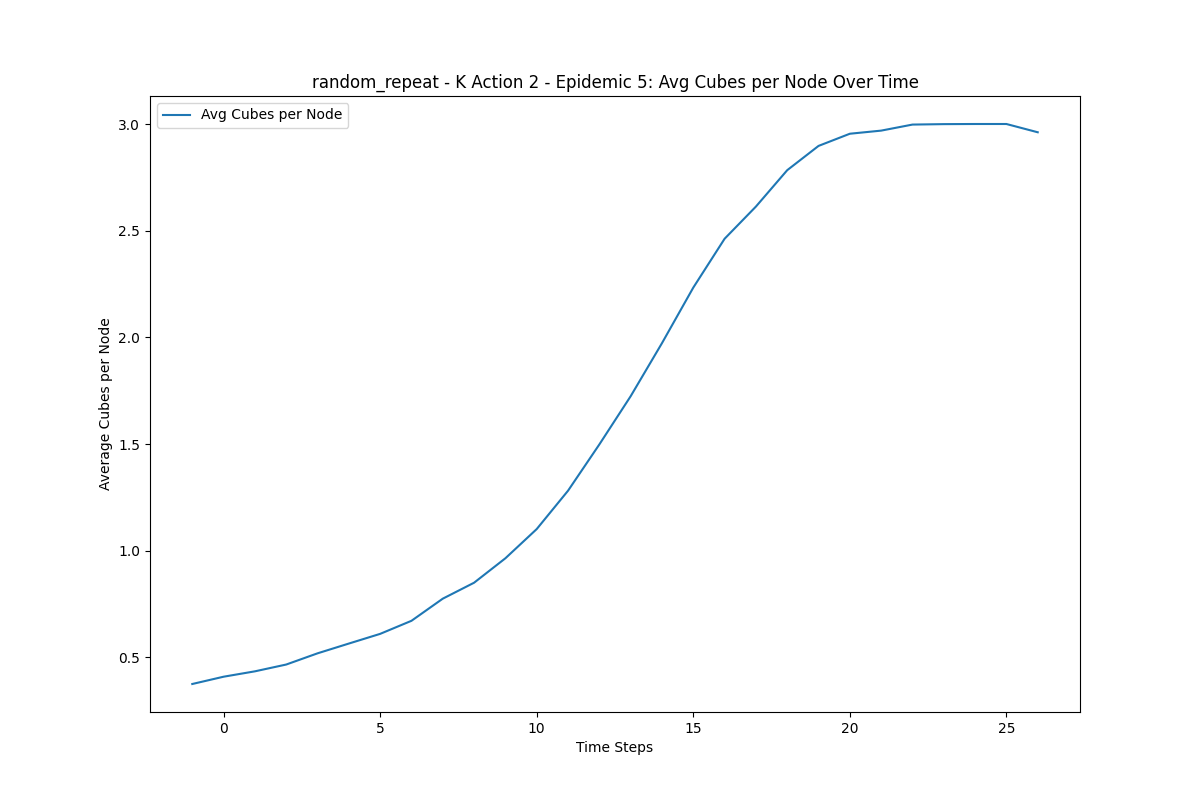 random_repeat - K Action 2 - Epidemic 5: Avg Cubes per Node Over Time
Avg Cubes per Node
3.0
2.5
2.0
1.5
1.0
0.5
Average Cubes per Node
0 5 10 15 20 25
Time Steps